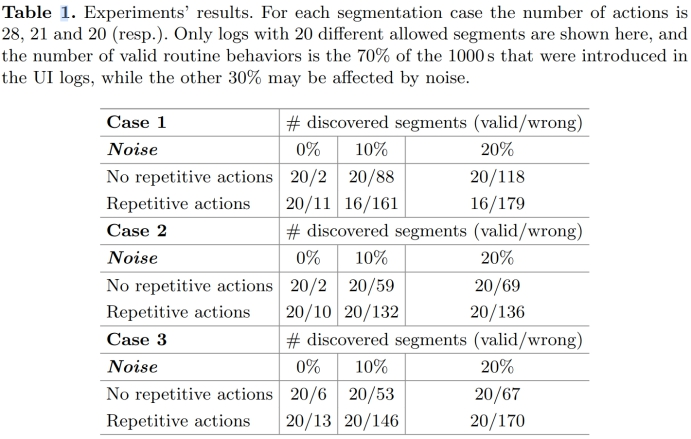 Table 1. Experiments' results. For each segmentation case the number of actions is
28, 21 and 20 (resp.). Only logs with 20 different allowed segments are shown here, and
the number of valid routine behaviors is the 70% of the 1000 s that were introduced in
the UI logs, while the other 30% may be affected by noise.
Case 1 # discovered segments (valid/wrong)
Noise 0% 10% 20%
No repetitive actions 20/2 20/88 20/118
Repetitive actions 20/11 16/161 16/179
Case 2 # discovered segments (valid/wrong)
Noise 0% 10% 20%
No repetitive actions 20/2 20/59 20/69
Repetitive actions 20/10 20/132 20/136
Case 3 # discovered segments (valid/wrong)
Noise 0% 10% 20%
No repetitive actions 20/6 20/53 20/67
Repetitive actions 20/13 20/146 20/170